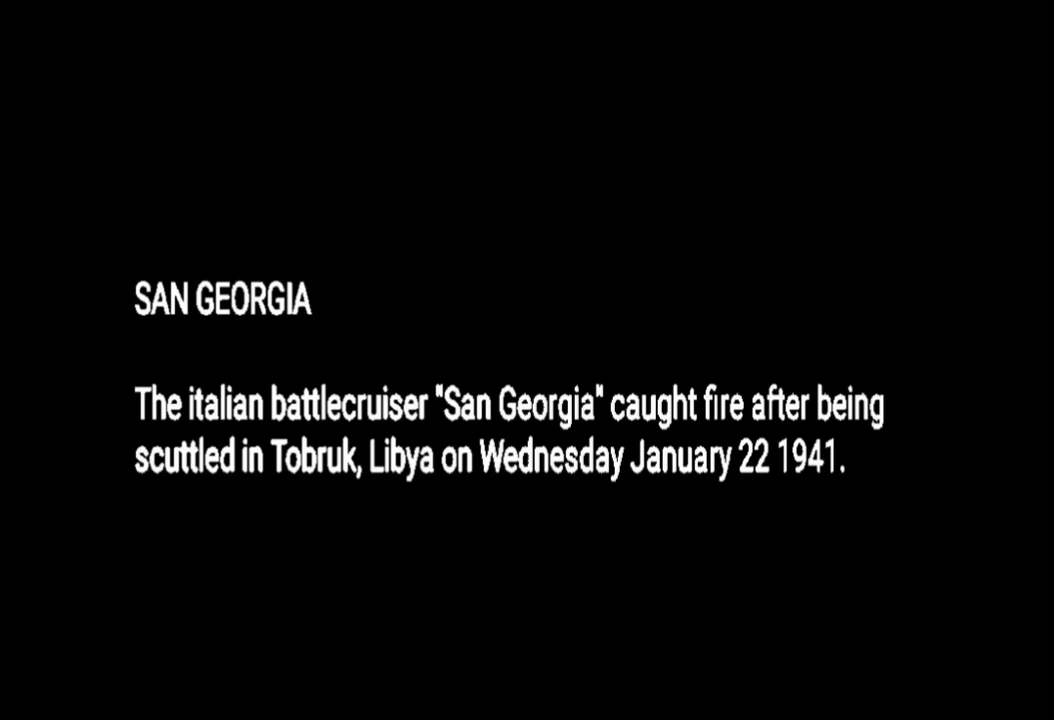 SAN GEORGIA
The italian battlecruiser "San Georgia" caught fire after being
scuttled in Tobruk, Libya on Wednesday January 22 1941.